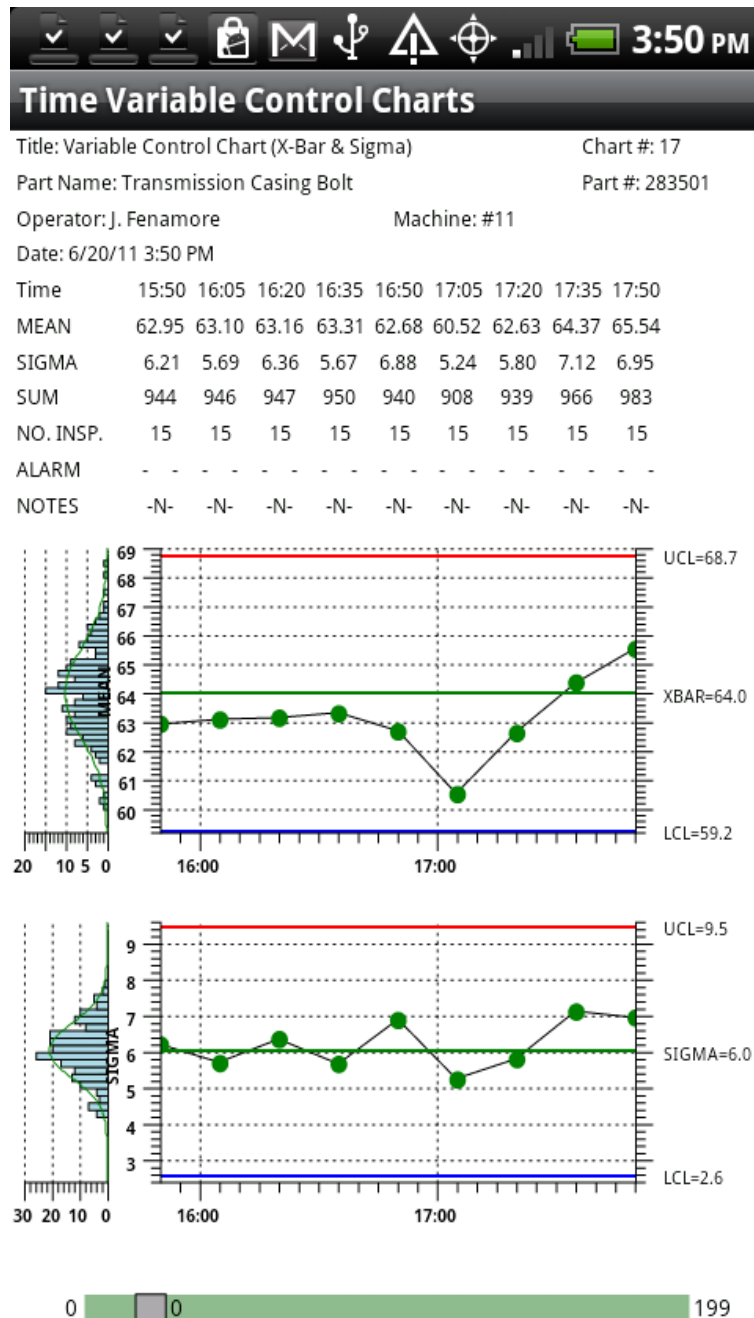 3:50 PM
Time Variable Control Charts
Title: Variable Control Chart (X-Bar & Sigma) Chart #: 17
Part Name: Transmission Casing Bolt Part #: 283501
Operator: J. Fenamore Machine: #11
Date: 6/20/11 3:50 PM
Time 15:50 16:05 16:20 16:35 16:50 17:05 17:20 17:35 17:50
MEAN 62.95 63.10 63.16 63.31 62.68 60.52 62.63 64.37 65.54
SIGMA 6.21 5.69 6.36 5.67 6.88 5.24 5.80 7.12 6.95
SUM 944 946 947 950 940 908 939 966 983
NO. INSP. 15 15 15 15 15 15 15 15 15
ALARM - - - - - - - - - - - - - - - - - -
NOTES -N- -N- -N- -N- -N- -N- -N- -N- -N-
69
68
67
66
65
64
63
62
61
60
MEAN
UCL=68.7
XBAR=64.0
LCL=59.2
20 10 5 0 16:00 17:00
9
8
7
6
5
4
3
SIGMA
UCL=9.5
SIGMA=6.0
LCL=2.6
30 20 10 0 16:00 17:00
0 0 199